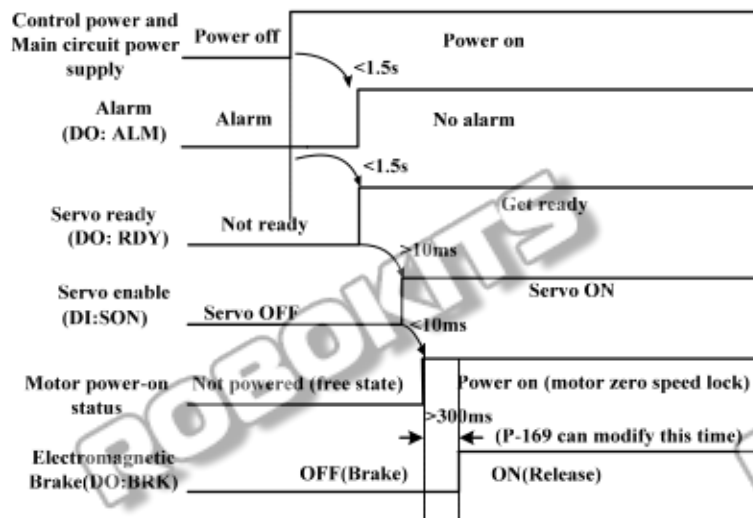 Control power and
Main circuit power
supply
Power off
Power on
<1.5s
Alarm
(DO: ALM)
Alarm
No alarm
<1.5s
Servo ready
(DO: RDY)
Not ready
Get ready
>10ms
Servo enable
(DI:SON)
Servo OFF
Servo ON
<10ms
Motor power-on
status
Not powered (free state)
Power on (motor zero speed lock)
>300ms
(P-169 can modify this time)
Electromagnetic
Brake(DO:BRK)
OFF(Brake)
ON(Release)
ROBOKITS